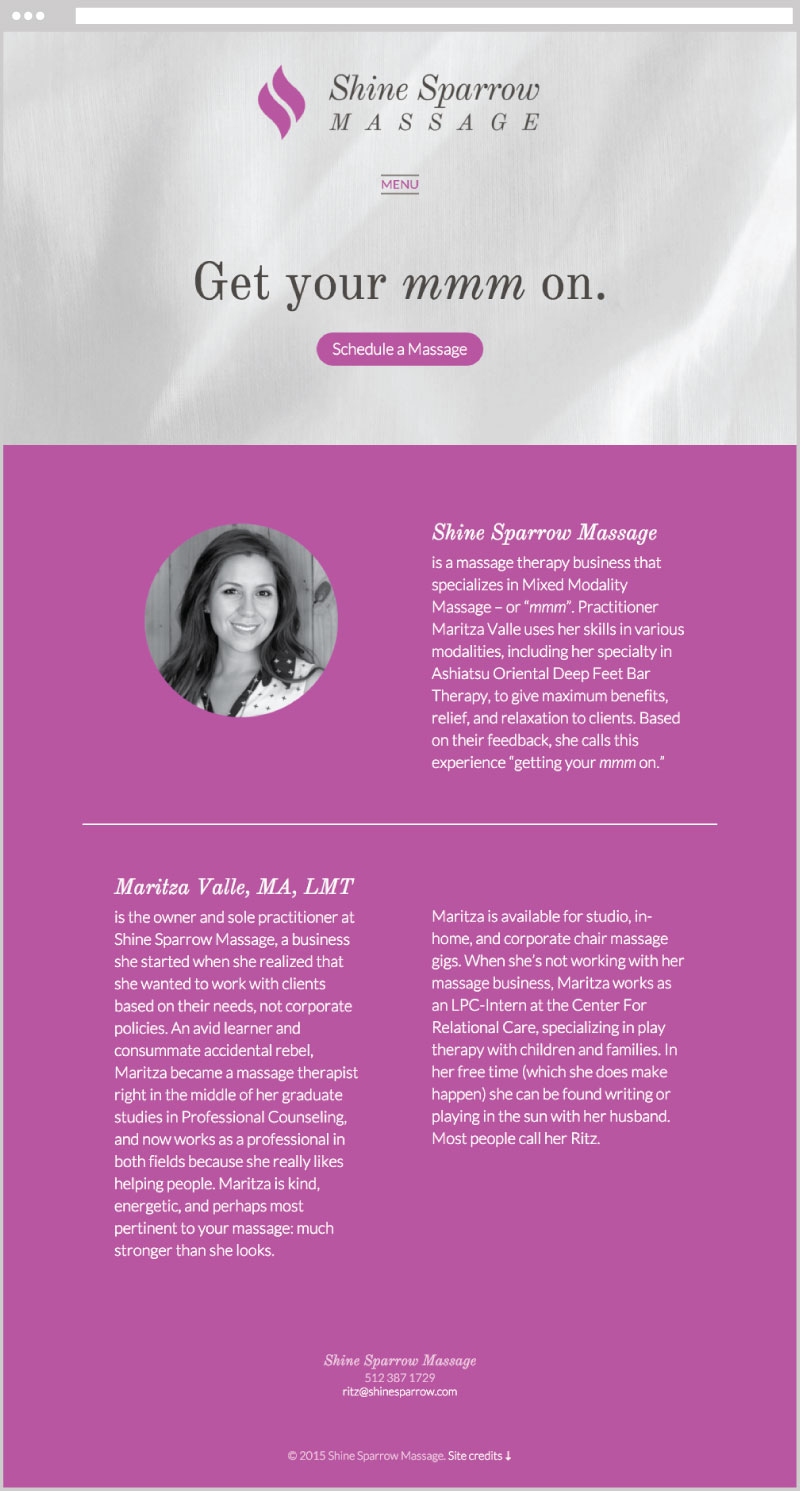 Shine Sparrow
MASSAGE
MENU
Get your mmm on.
Schedule a Massage
Shine Sparrow Massage
is a massage therapy business that
specializes in Mixed Modality
Massage – or “mmm”. Practitioner
Maritza Valle uses her skills in various
modalities, including her specialty in
Ashiatsu Oriental Deep Feet Bar
Therapy, to give maximum benefits,
relief, and relaxation to clients. Based
on their feedback, she calls this
experience “getting your mmm on.”
Maritza Valle, MA, LMT
is the owner and sole practitioner at
Shine Sparrow Massage, a business
she started when she realized that
she wanted to work with clients
based on their needs, not corporate
policies. An avid learner and
consummate accidental rebel,
Maritza became a massage therapist
right in the middle of her graduate
studies in Professional Counseling,
and now works as a professional in
both fields because she really likes
helping people. Maritza is kind,
energetic, and perhaps most
pertinent to your massage: much
stronger than she looks.
Maritza is available for studio, in-
home, and corporate chair massage
gigs. When she’s not working with her
massage business, Maritza works as
an LPC-Intern at the Center For
Relational Care, specializing in play
therapy with children and families. In
her free time (which she does make
happen) she can be found writing or
playing in the sun with her husband.
Most people call her Ritz.
Shine Sparrow Massage
512 387 1729
ritz@shinesparrow.com
© 2015 Shine Sparrow Massage. Site credits ↓